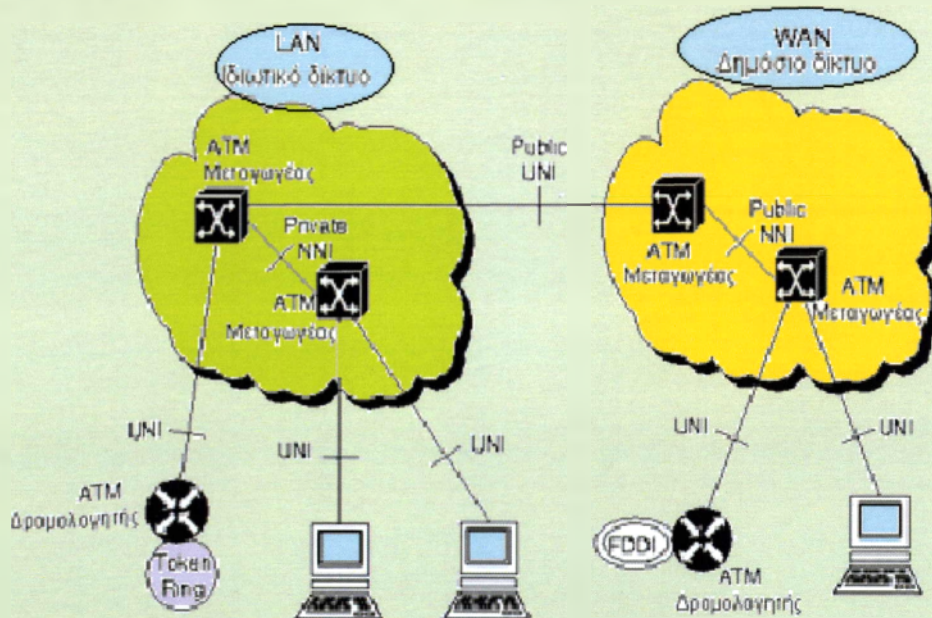 LAN
Ιδιωτικό δίκτυο
WAN
Δημόσιο δίκτυο
ATM
Μεταγωγέας
Public
UNI
Private
NNI
Public
NNI
ATM
Μεταγωγέας
ATM
Μεταγωγέας
ATM
Μεταγωγέας
UNI
UNI
UNI
UNI
UNI
ATM
Δρομολογητής
Token
Ring
FDDI
ATM
Δρομολογητής